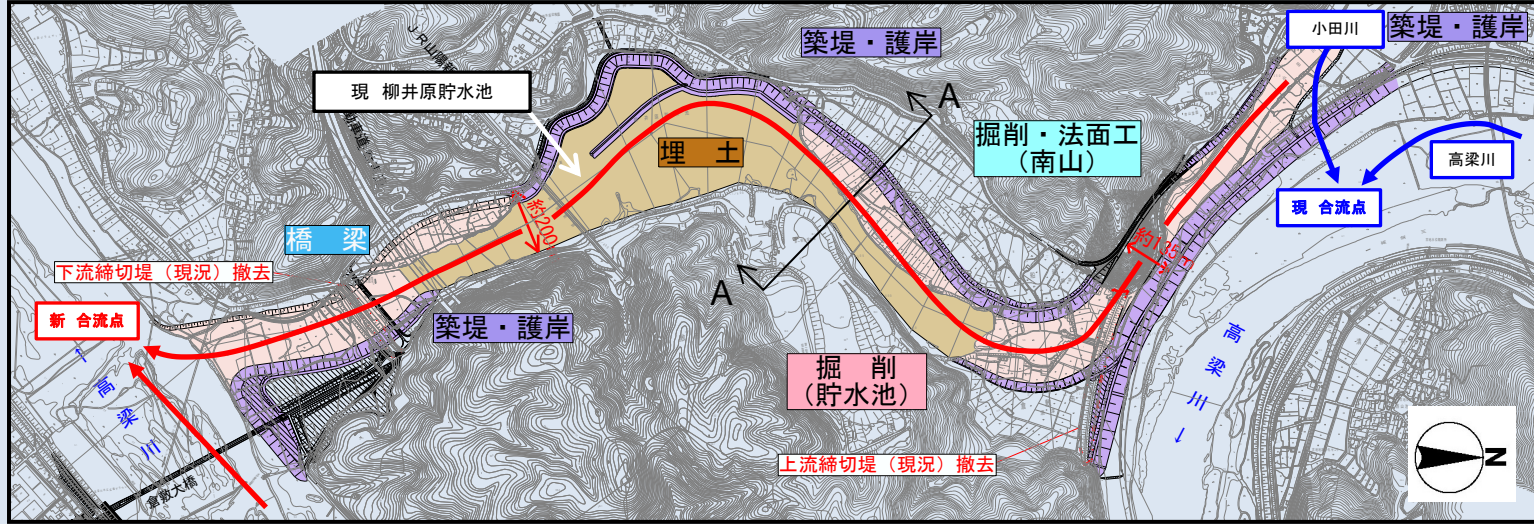 築堤・護岸
小田川
築堤・護岸
現 柳井原貯水池
A
掘削・法面工
(南山)
埋 土
高梁川
現 合流点
橋 梁
約200
約135m
下流締切堤(現況)撤去
A
新 合流点
築堤・護岸
掘 削
(貯水池)
高梁川
高梁川
上流締切堤(現況)撤去
倉敷大橋
N